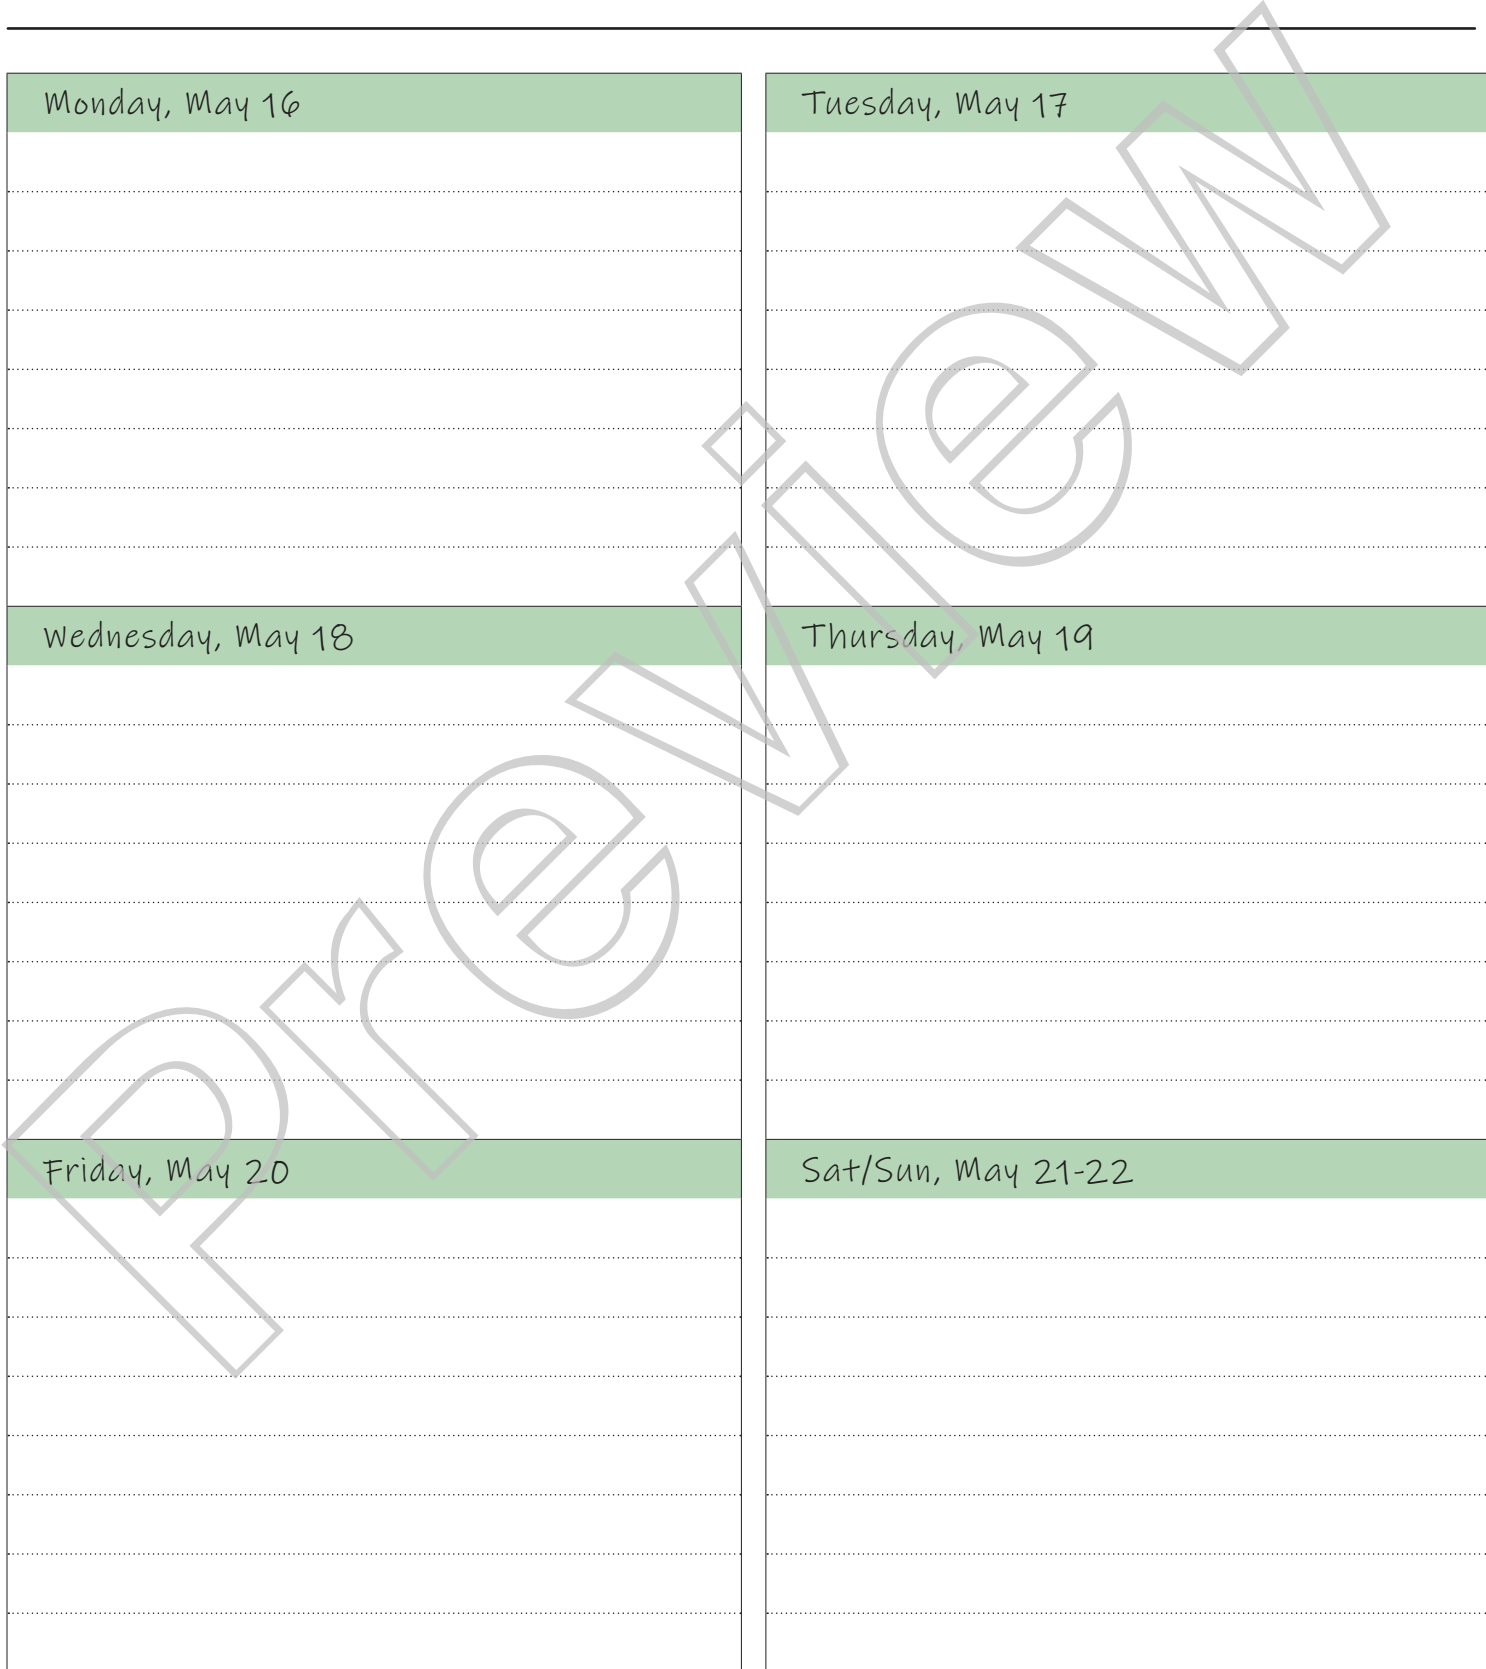 Monday, May 16
Tuesday, May 17
Wednesday, May 18
Thursday, May 19
Friday, May 20
Sat/Sun, May 21-22
Preview